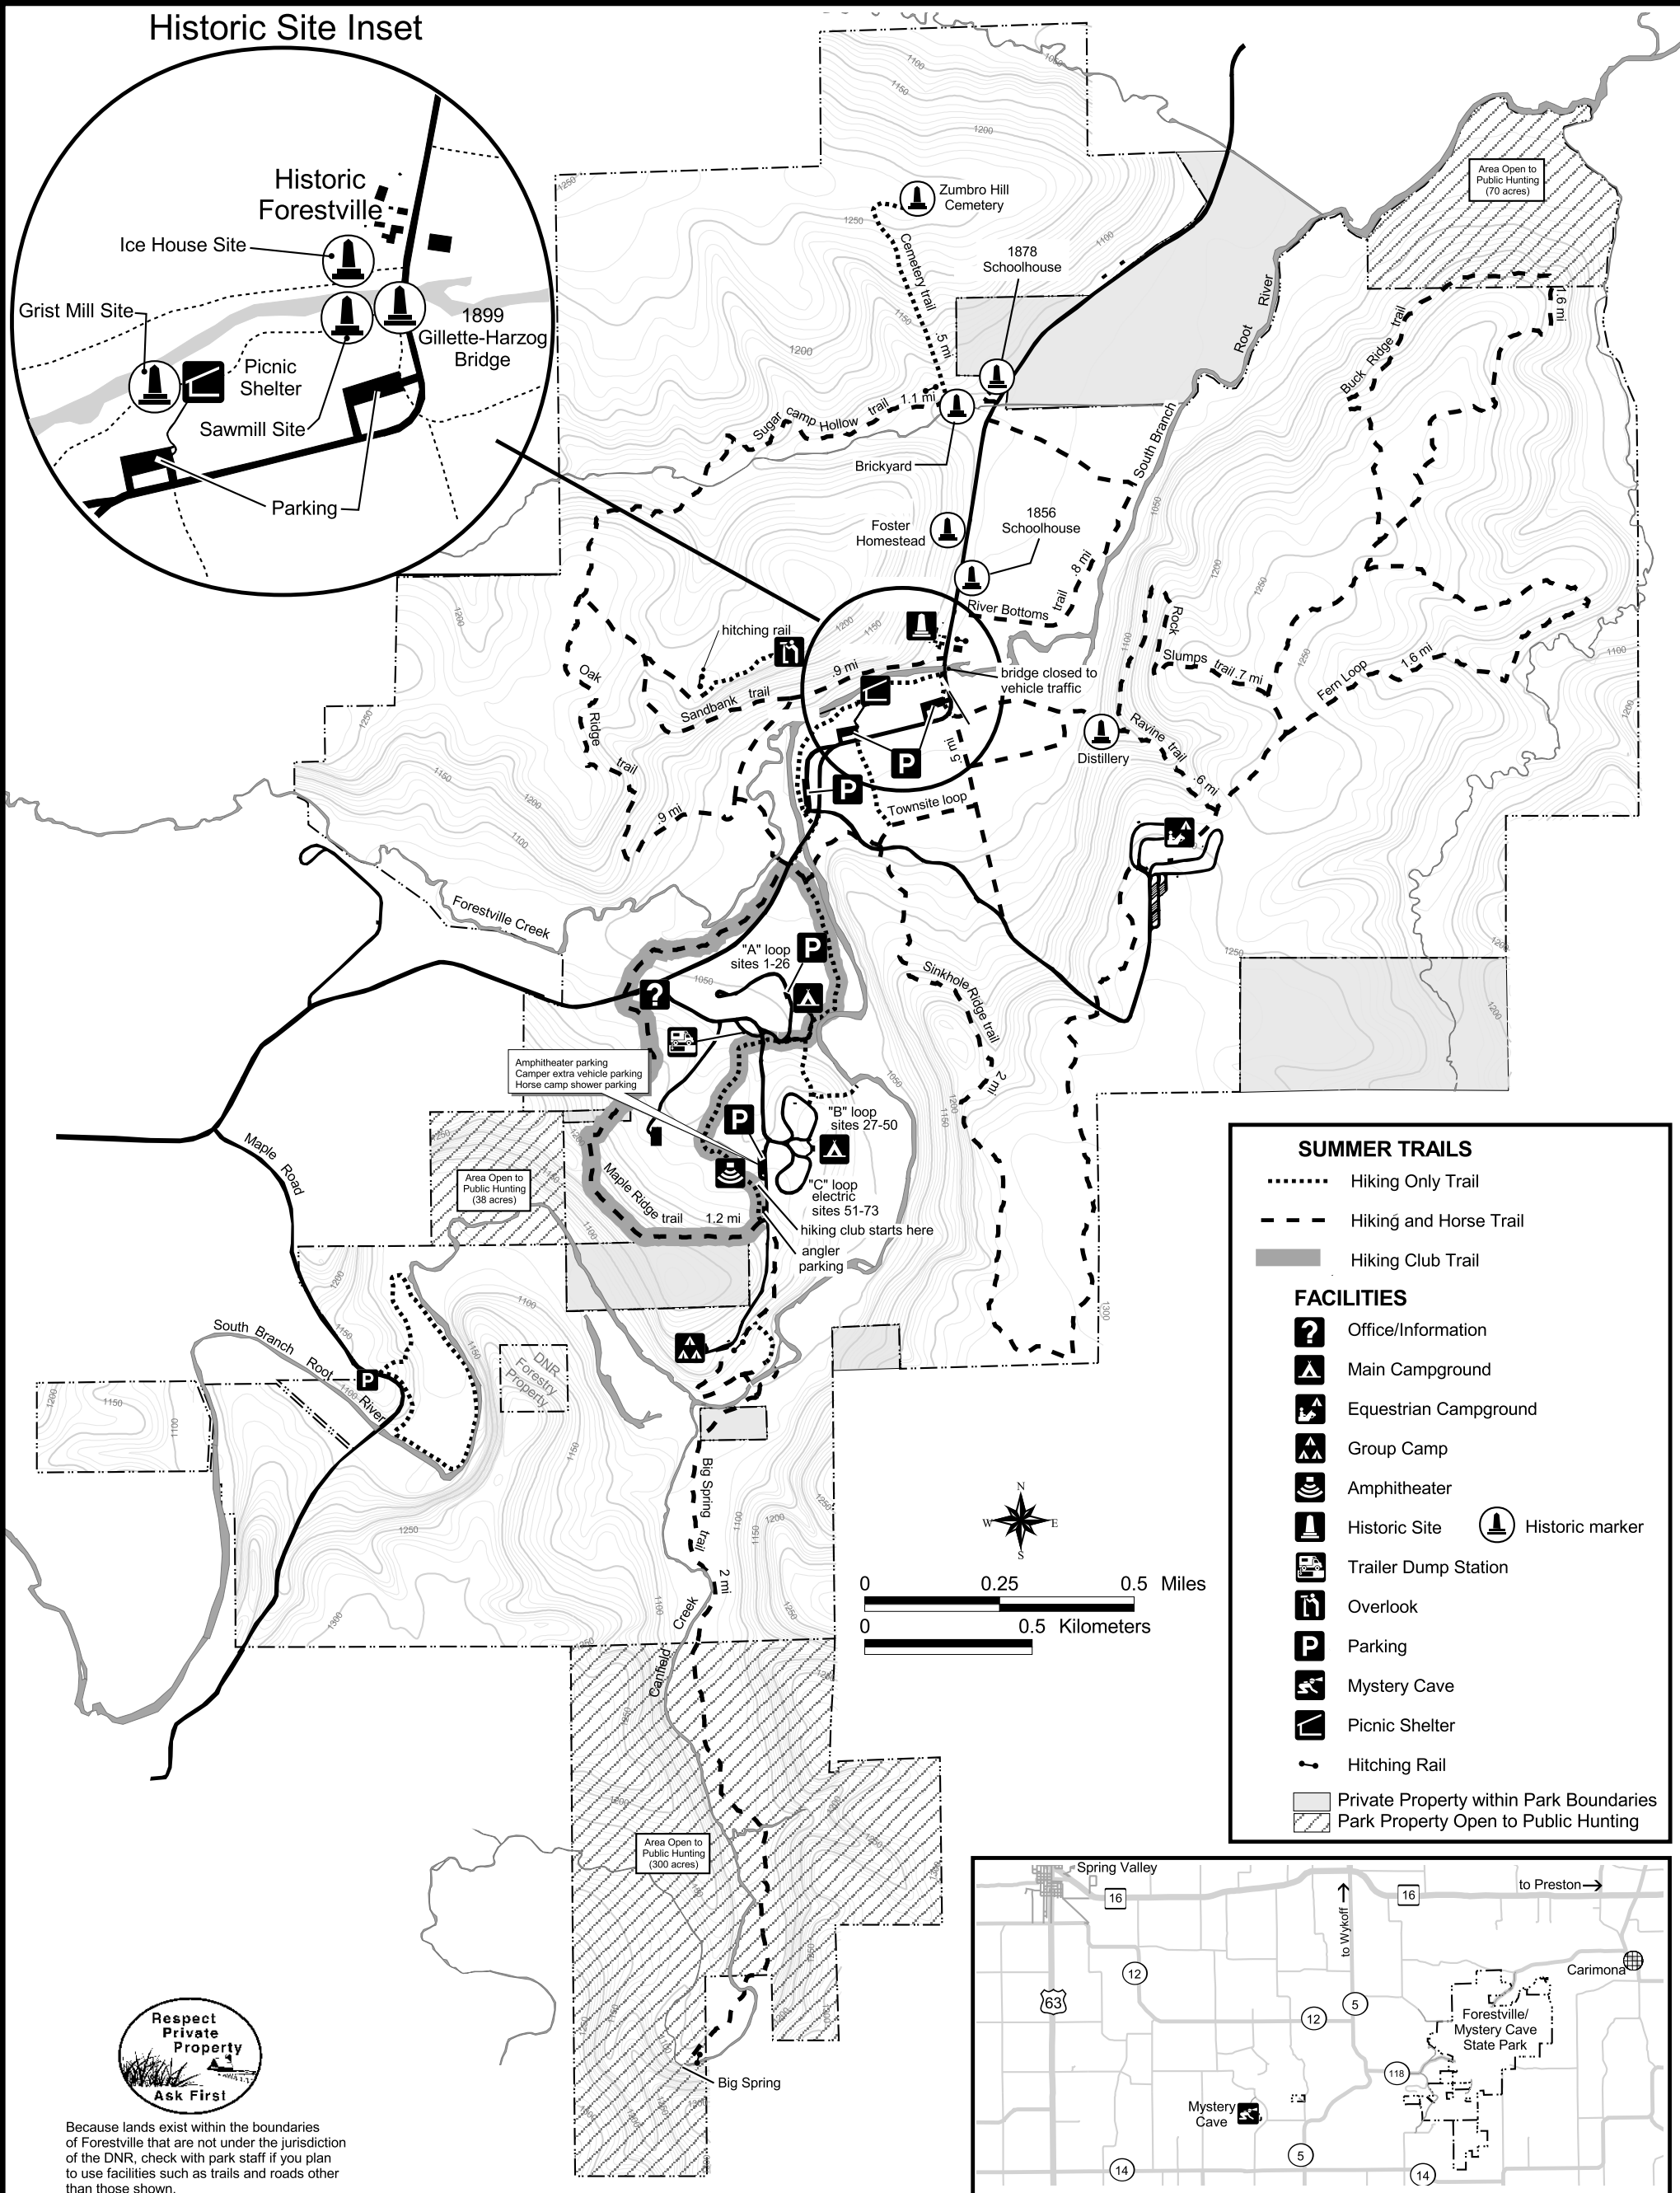 Historic Site Inset
Historic
Forestville
Ice House Site
Grist Mill Site
1899
Gillette-Harzog
Bridge
Picnic
Shelter
Sawmill Site
Parking
Zumbro Hill
Cemetery
Cemetery trail
.5 mi
1878
Schoolhouse
Sugar camp Hollow trail 1.1 mi
Brickyard
Foster
Homestead
1856
Schoolhouse
River Bottoms trail .8 mi
South Branch
Root River
Area Open to
Public Hunting
(70 acres)
Buck Ridge trail
1.6 mi
hitching rail
.9 mi
Sandbank trail
Oak Ridge trail
.9 mi
bridge closed to
vehicle traffic
Rock Slumps trail .7 mi
Fern Loop 1.6 mi
Distillery
Ravine trail .6 mi
.5 mi
P
P
Townsite loop
Forestville Creek
"A" loop
sites 1-26
P
?
Sinkhole Ridge trail
2 mi
Amphitheater parking
Camper extra vehicle parking
Horse camp shower parking
P
"B" loop
sites 27-50
"C" loop
electric
sites 51-73
Maple Ridge trail 1.2 mi
hiking club starts here
angler
parking
Maple Road
Area Open to
Public Hunting
(38 acres)
South Branch Root River
P
DNR
Forestry
Property
Big Spring trail
2 mi
Canfield Creek
Area Open to
Public Hunting
(300 acres)
Big Spring
N
W E
S
0 0.25 0.5 Miles
0 0.5 Kilometers
SUMMER TRAILS
Hiking Only Trail
Hiking and Horse Trail
Hiking Club Trail
FACILITIES
? Office/Information
Main Campground
Equestrian Campground
Group Camp
Amphitheater
Historic Site Historic marker
Trailer Dump Station
Overlook
P Parking
Mystery Cave
Picnic Shelter
Hitching Rail
Private Property within Park Boundaries
Park Property Open to Public Hunting
Spring Valley
16
16
to Preston
to Wykoff
Carimona
12
63
12
5
Forestville/
Mystery Cave
State Park
118
Mystery
Cave
5
14
14
Respect
Private
Property
Ask First
Because lands exist within the boundaries
of Forestville that are not under the jurisdiction
of the DNR, check with park staff if you plan
to use facilities such as trails and roads other
than those shown.